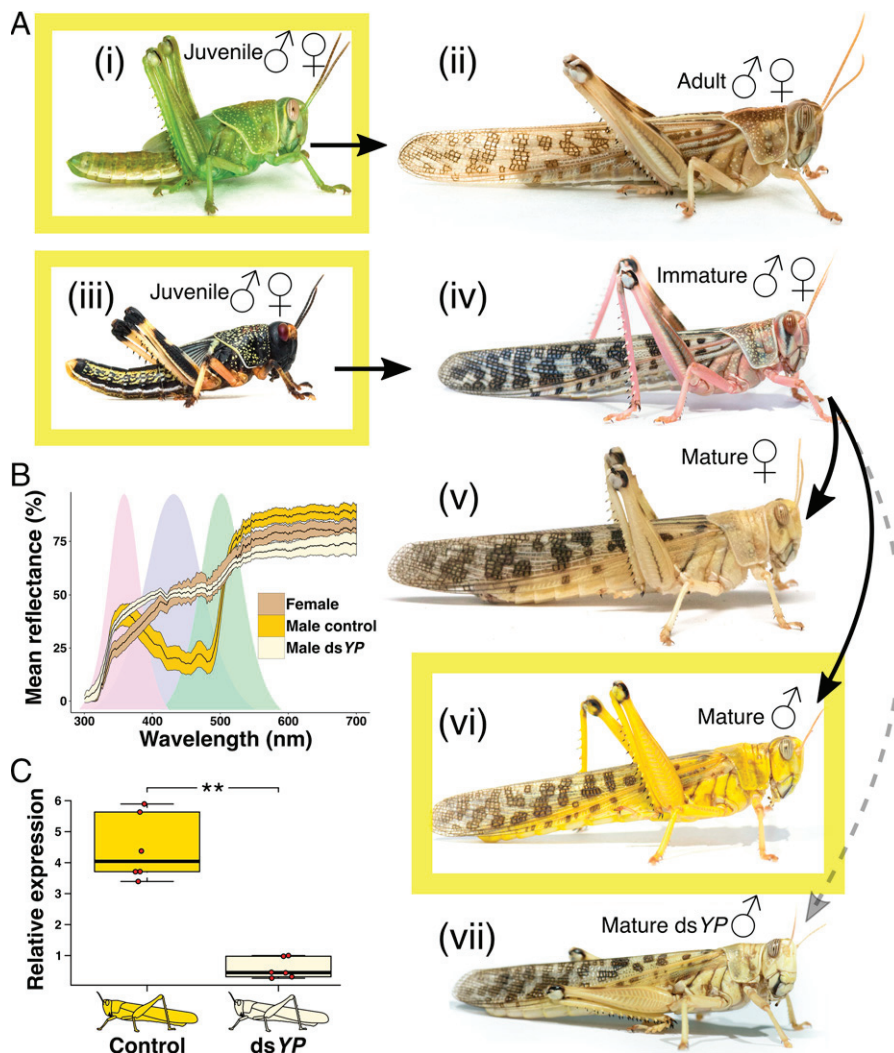 A
(i)
Juvenile ♂ ♀
(ii)
Adult ♂ ♀
(iii)
Juvenile ♂ ♀
(iv)
Immature ♂ ♀
(v)
Mature ♀
(vi)
Mature ♂
(vii)
Mature dsYP ♂
B
Mean reflectance (%)
75
50
25
0
300
400
500
600
700
Wavelength (nm)
Female
Male control
Male dsYP
C
Relative expression
6
5
4
3
2
1
**
Control
dsYP